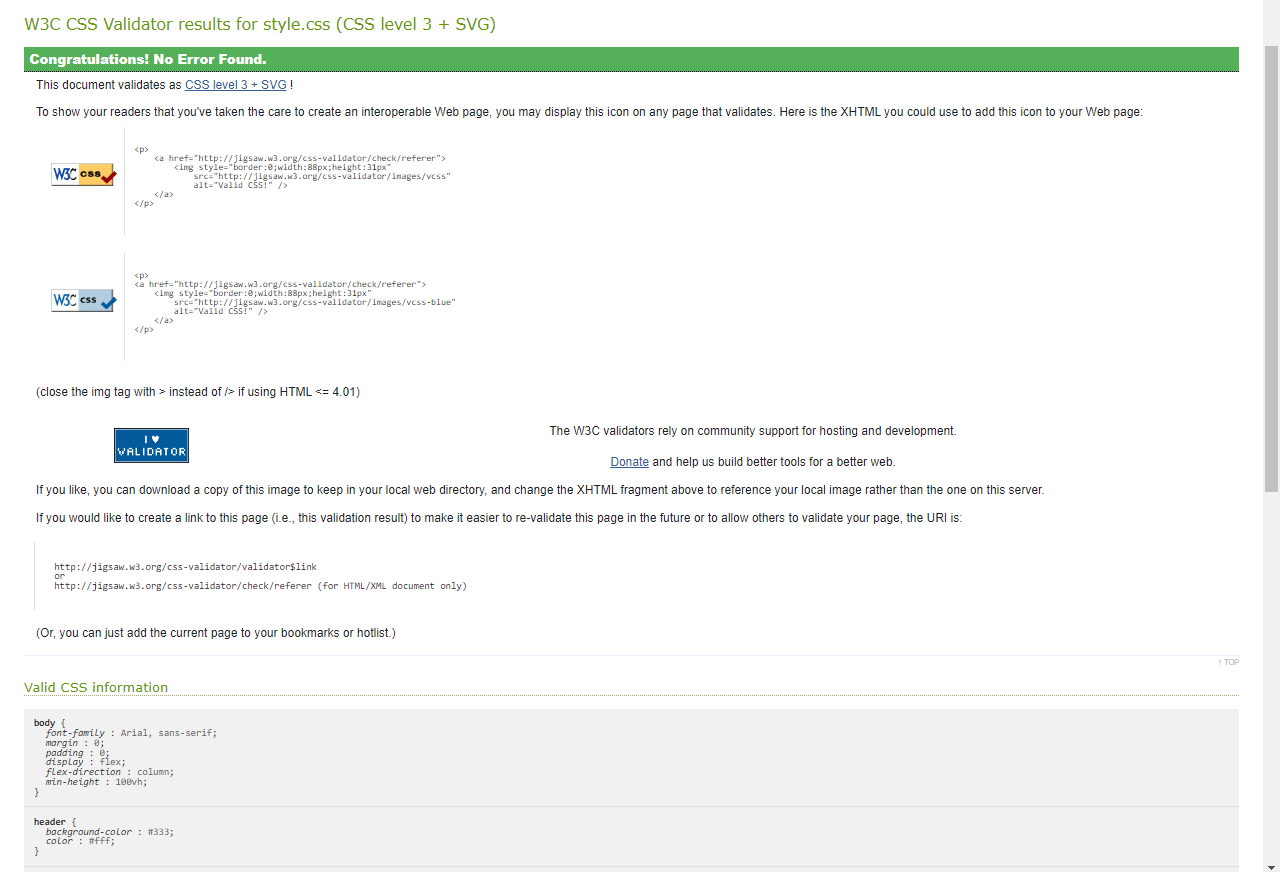 W3C CSS Validator results for style.css (CSS level 3 + SVG)
Congratulations! No Error Found.
This document validates as CSS level 3 + SVG !
To show your readers that you've taken the care to create an interoperable Web page, you may display this icon on any page that validates. Here is the XHTML you could use to add this icon to your Web page:
W3C css
<p>
    <a href="http://jigsaw.w3.org/css-validator/check/referer">
        <img style="border:0;width:88px;height:31px"
            src="http://jigsaw.w3.org/css-validator/images/vcss"
            alt="Valid CSS!" />
    </a>
</p>
W3C css
<p>
<a href="http://jigsaw.w3.org/css-validator/check/referer">
    <img style="border:0;width:88px;height:31px"
        src="http://jigsaw.w3.org/css-validator/images/vcss-blue"
        alt="Valid CSS!" />
    </a>
</p>
(close the img tag with > instead of /> if using HTML <= 4.01)
I ♥
VALIDATOR
The W3C validators rely on community support for hosting and development.
Donate and help us build better tools for a better web.
If you like, you can download a copy of this image to keep in your local web directory, and change the XHTML fragment above to reference your local image rather than the one on this server.
If you would like to create a link to this page (i.e., this validation result) to make it easier to re-validate this page in the future or to allow others to validate your page, the URI is:
http://jigsaw.w3.org/css-validator/validator$link
or
http://jigsaw.w3.org/css-validator/check/referer (for HTML/XML document only)
(Or, you can just add the current page to your bookmarks or hotlist.)
↑ TOP
Valid CSS information
body {
  font-family : Arial, sans-serif;
  margin : 0;
  padding : 0;
  display : flex;
  flex-direction : column;
  min-height : 100vh;
}
header {
  background-color : #333;
  color : #fff;
}